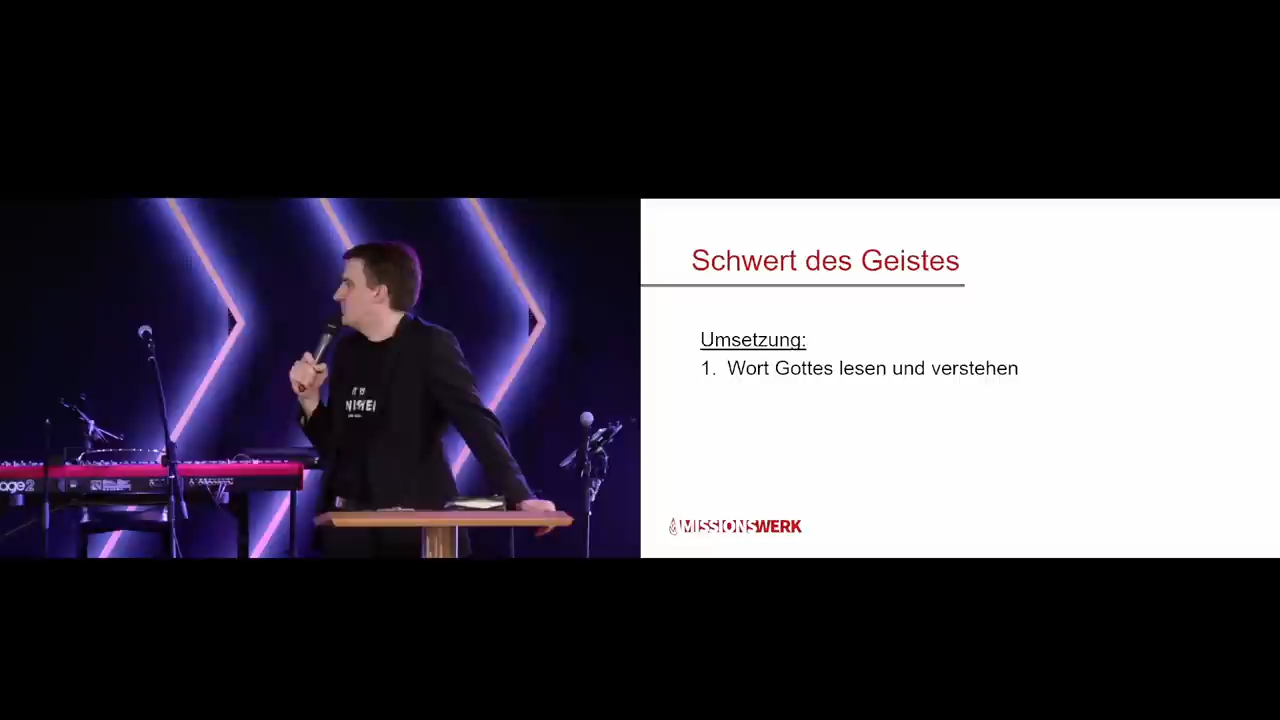 Schwert des Geistes
Umsetzung:
1. Wort Gottes lesen und verstehen
MISSIONSWERK